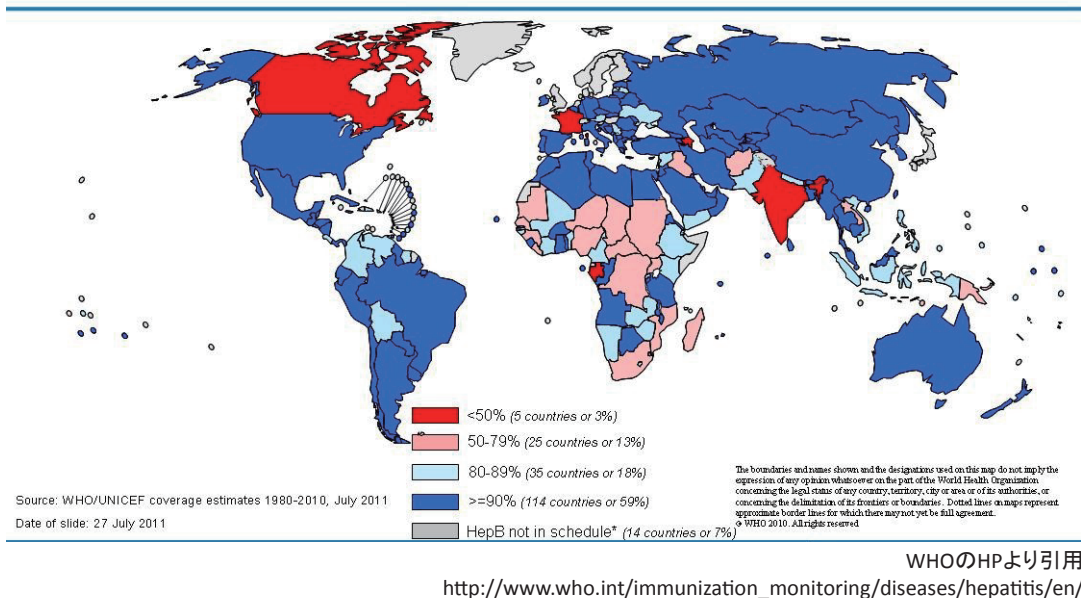 <50% (5 countries or 3%)
50-79% (25 countries or 13%)
80-89% (35 countries or 18%)
>=90% (114 countries or 59%)
HepB not in schedule* (14 countries or 7%)
Source: WHO/UNICEF coverage estimates 1980-2010, July 2011
Date of slide: 27 July 2011
The boundaries and names shown and the designations used on this map do not imply the
expression of any opinion whatsoever on the part of the World Health Organization
concerning the legal status of any country, territory, city or area or of its authorities, or
concerning the delimitation of its frontiers or boundaries. Dotted lines on maps represent
approximate border lines for which there may not yet be full agreement.
© WHO 2010. All rights reserved
WHOのHPより引用
http://www.who.int/immunization_monitoring/diseases/hepatitis/en/